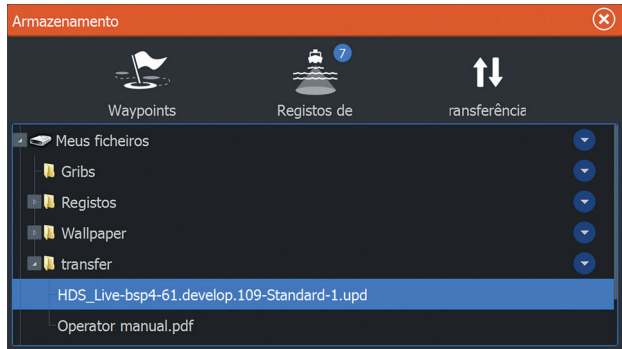 Armazenamento
7
Waypoints
Registos de
ransferência
Meus ficheiros
Gribs
Registos
Wallpaper
transfer
HDS_Live-bsp4-61.develop.109-Standard-1.upd
Operator manual.pdf